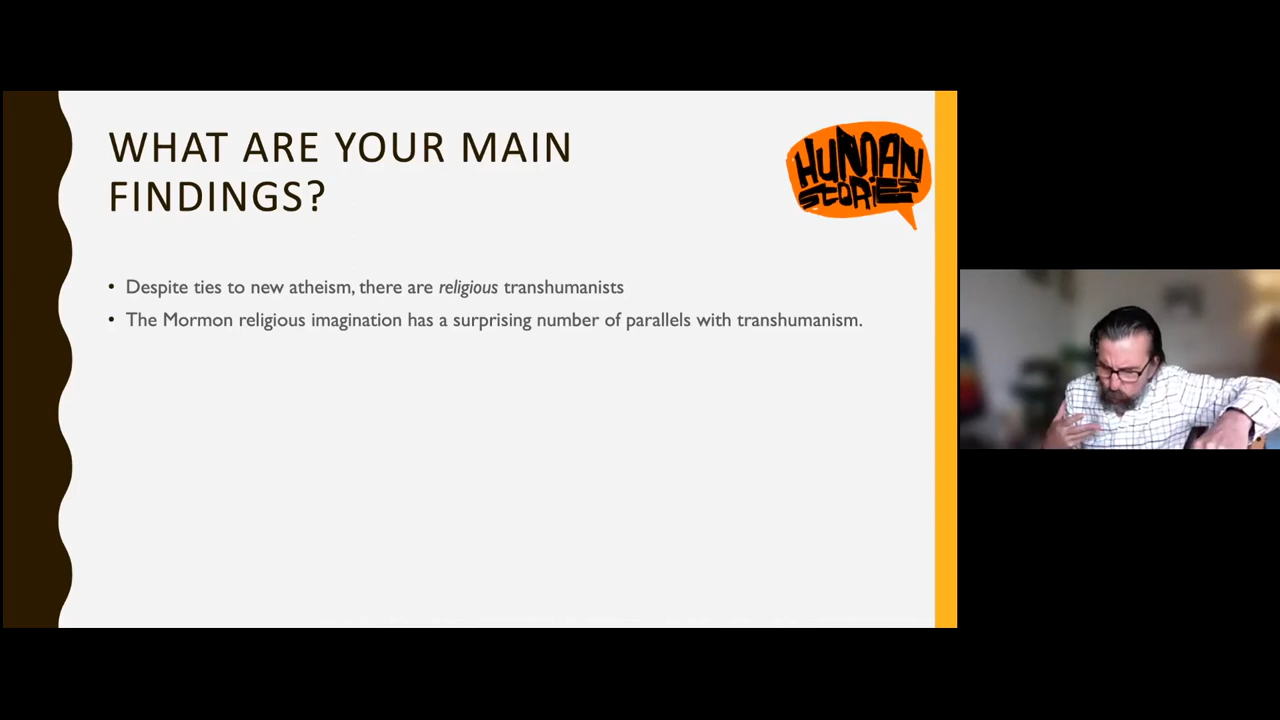 WHAT ARE YOUR MAIN
FINDINGS?
HUMAN
STORIES
• Despite ties to new atheism, there are religious transhumanists
• The Mormon religious imagination has a surprising number of parallels with transhumanism.